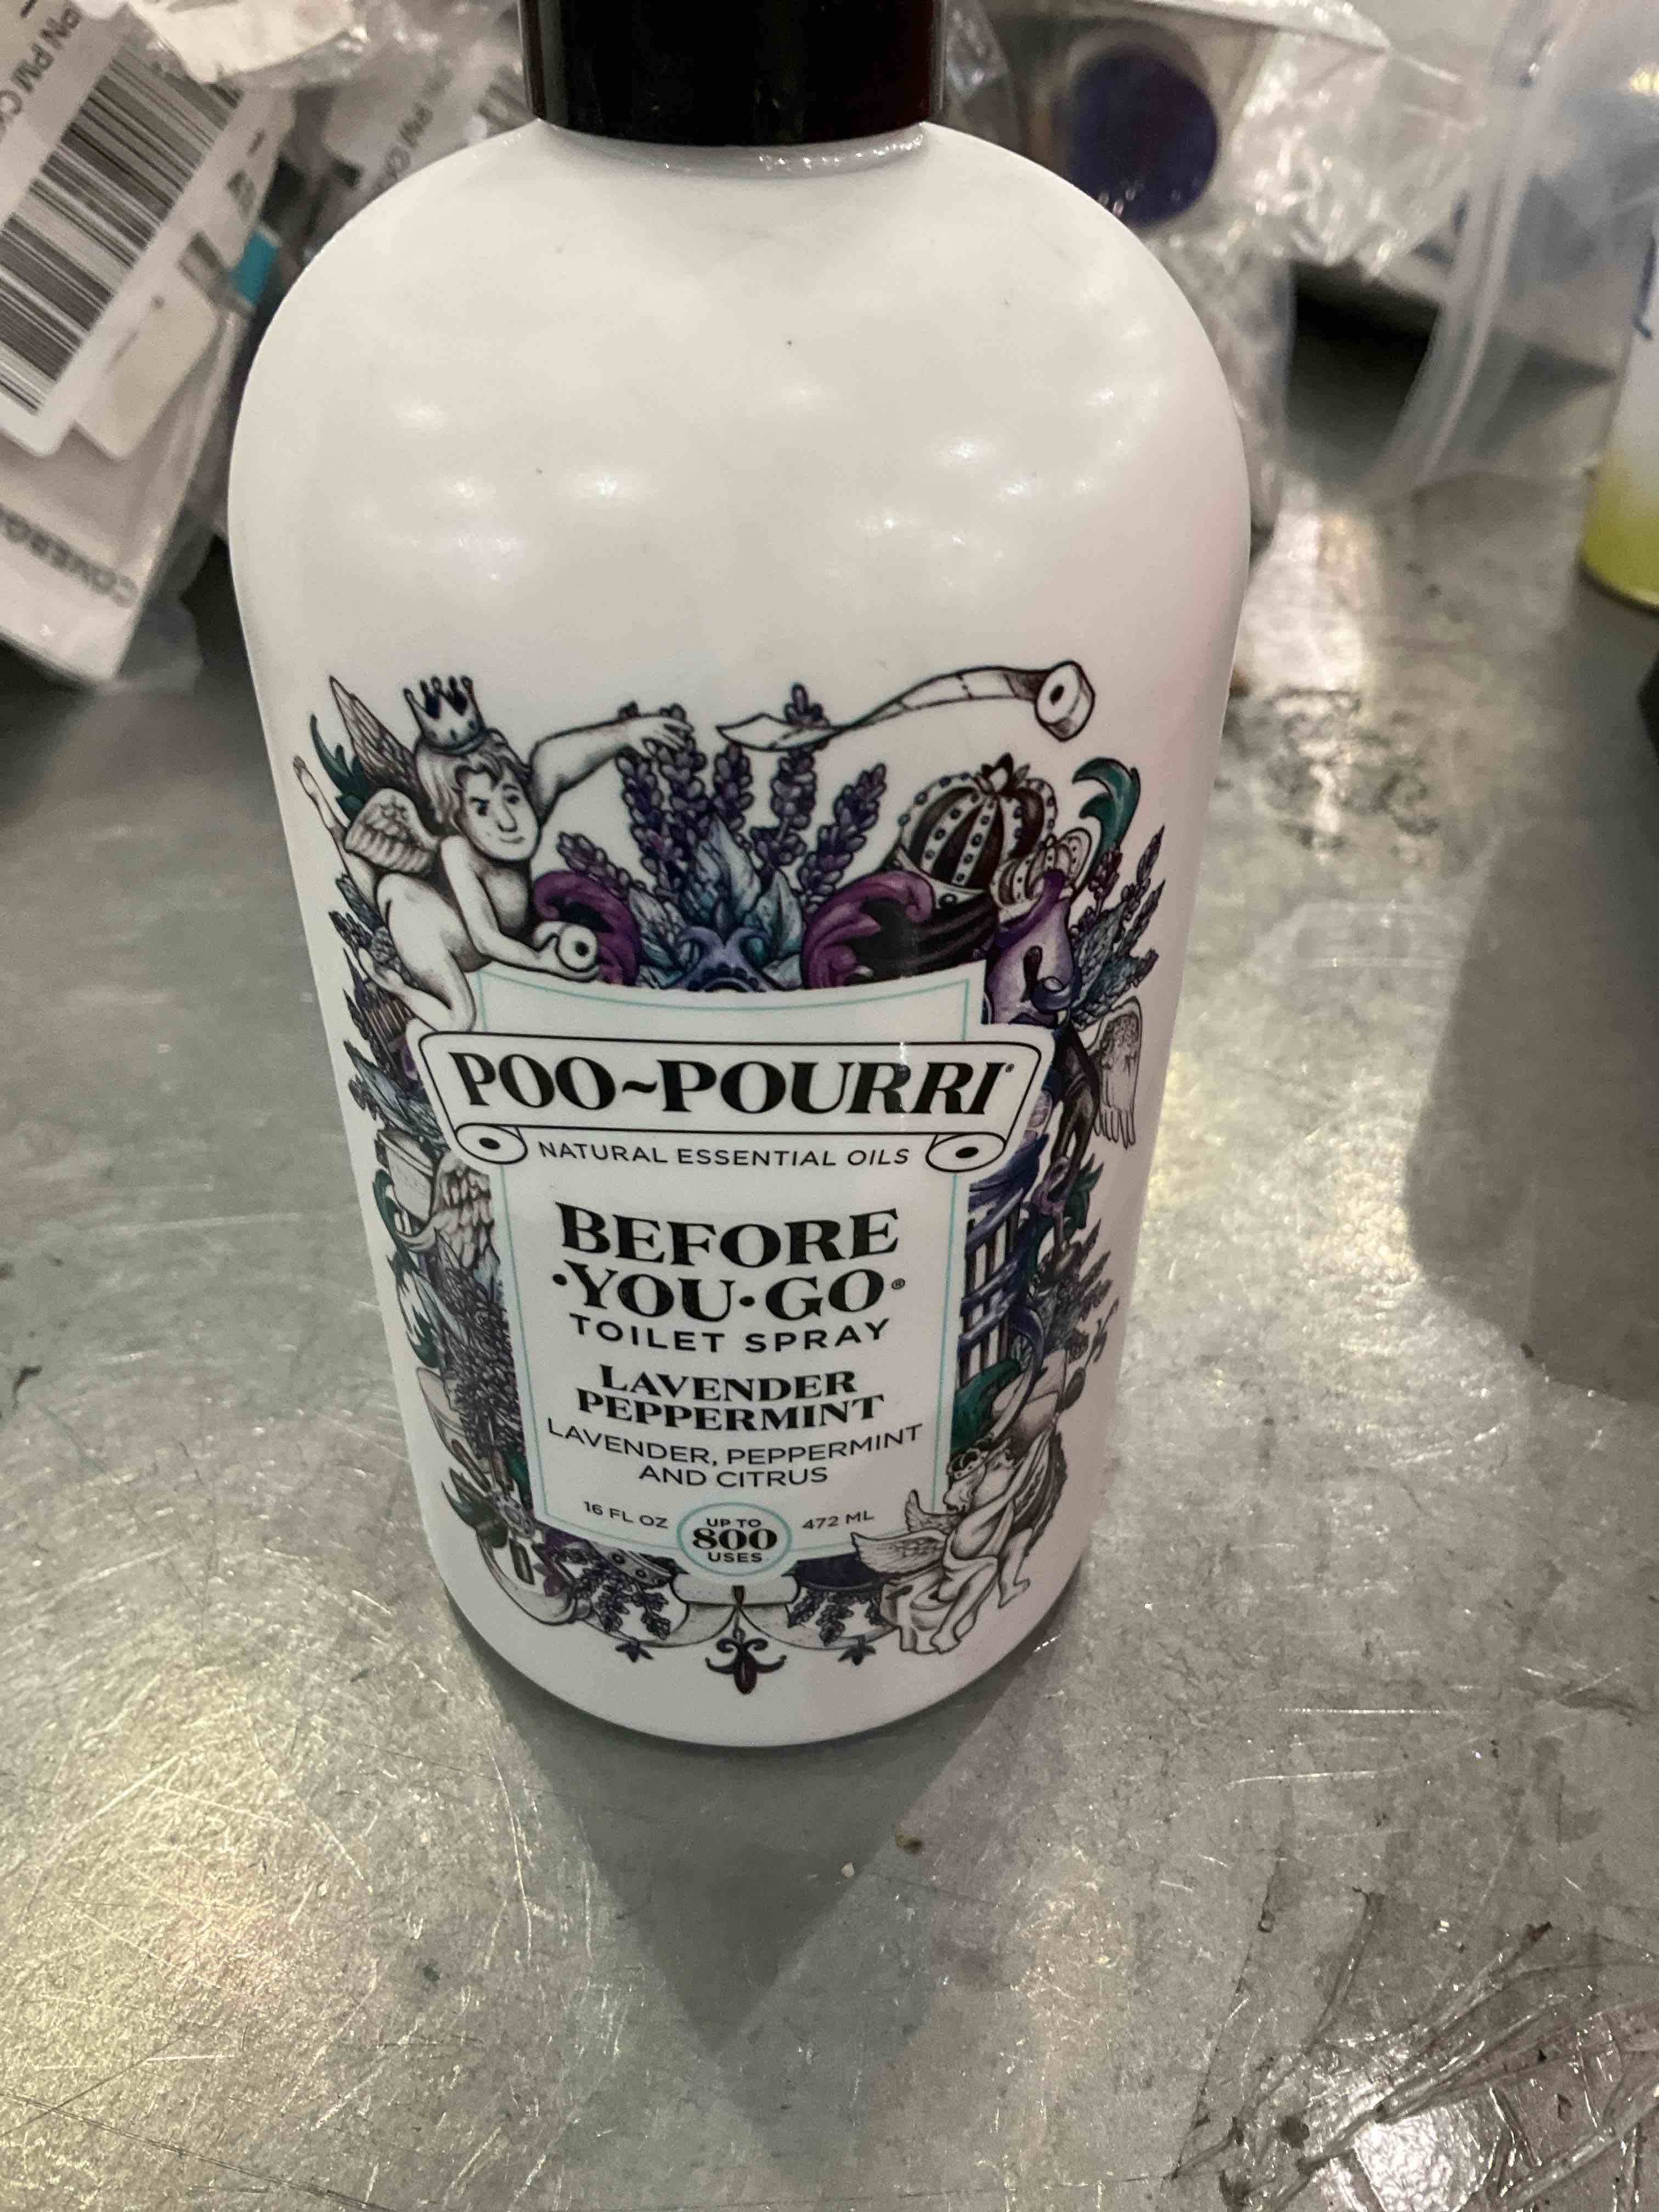 POO~POURRI®
NATURAL ESSENTIAL OILS
BEFORE
·YOU·GO·®
TOILET SPRAY
LAVENDER
PEPPERMINT
LAVENDER, PEPPERMINT
AND CITRUS
16 FL OZ
UP TO
800
USES
472 ML